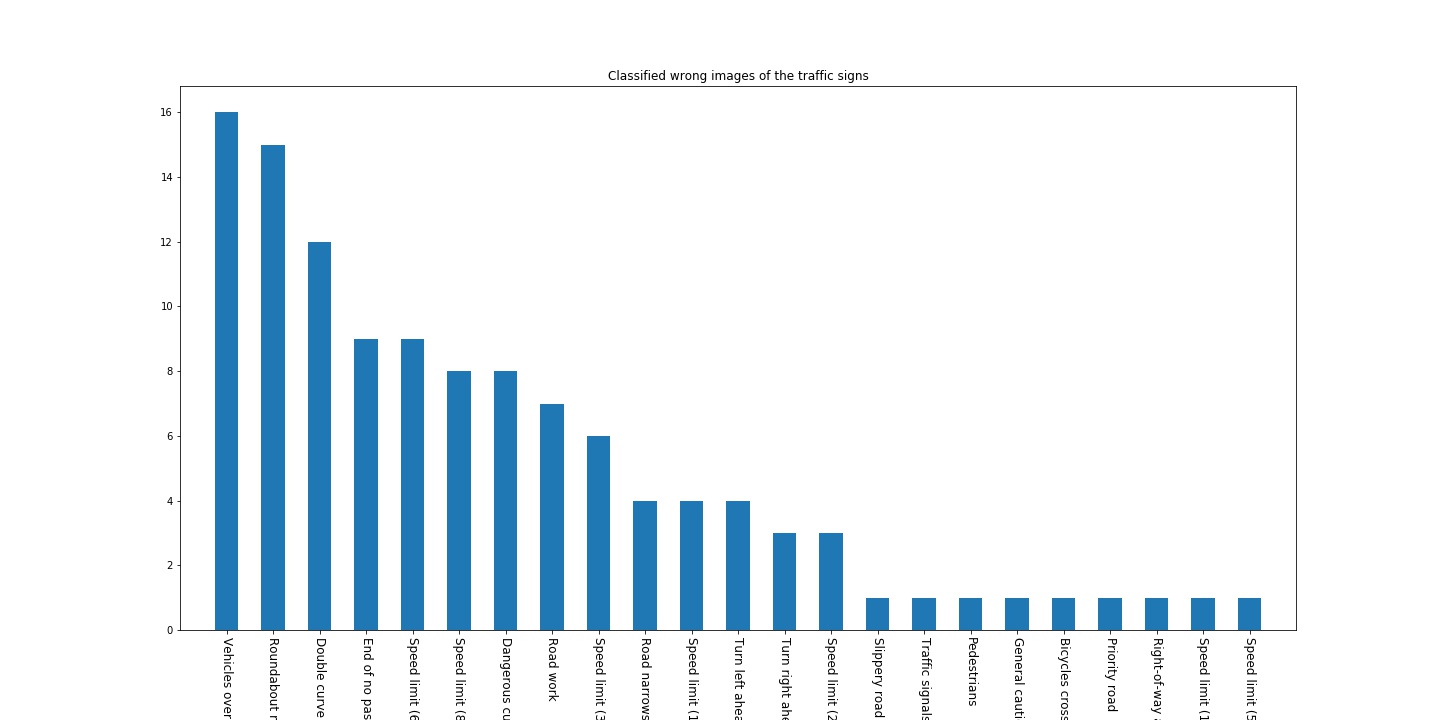 Classified wrong images of the traffic signs
16
14
12
10
8
6
4
2
0
Vehicles over
Roundabout
Double curve
End of no pas
Speed limit (6
Speed limit (8
Dangerous cu
Road work
Speed limit (3
Road narrows
Speed limit (1
Turn left ahea
Turn right ahe
Speed limit (2
Slippery road
Traffic signals
Pedestrians
General cauti
Bicycles cross
Priority road
Right-of-way
Speed limit (1
Speed limit (5